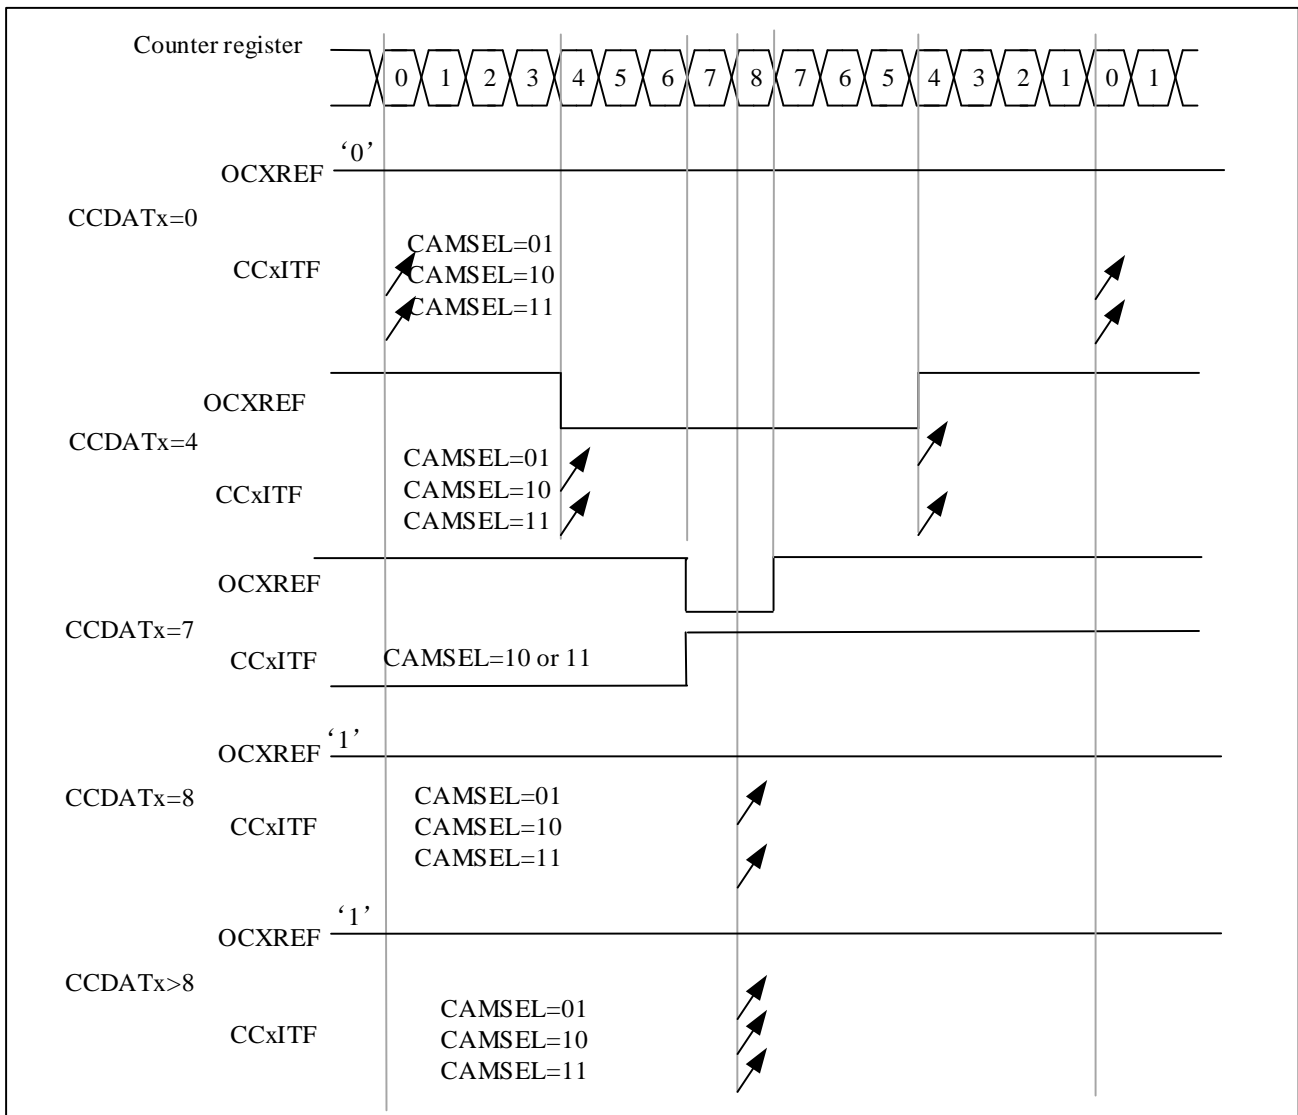 Counter register
0 1 2 3 4 5 6 7 8 7 6 5 4 3 2 1 0 1
‘0’
OCXREF
CCDATx=0
CAMSEL=01
CCxITF
CAMSEL=10
CAMSEL=11
OCXREF
CCDATx=4
CAMSEL=01
CCxITF
CAMSEL=10
CAMSEL=11
OCXREF
CCDATx=7
CCxITF
CAMSEL=10 or 11
‘1’
OCXREF
CCDATx=8
CAMSEL=01
CCxITF
CAMSEL=10
CAMSEL=11
‘1’
OCXREF
CCDATx>8
CAMSEL=01
CCxITF
CAMSEL=10
CAMSEL=11